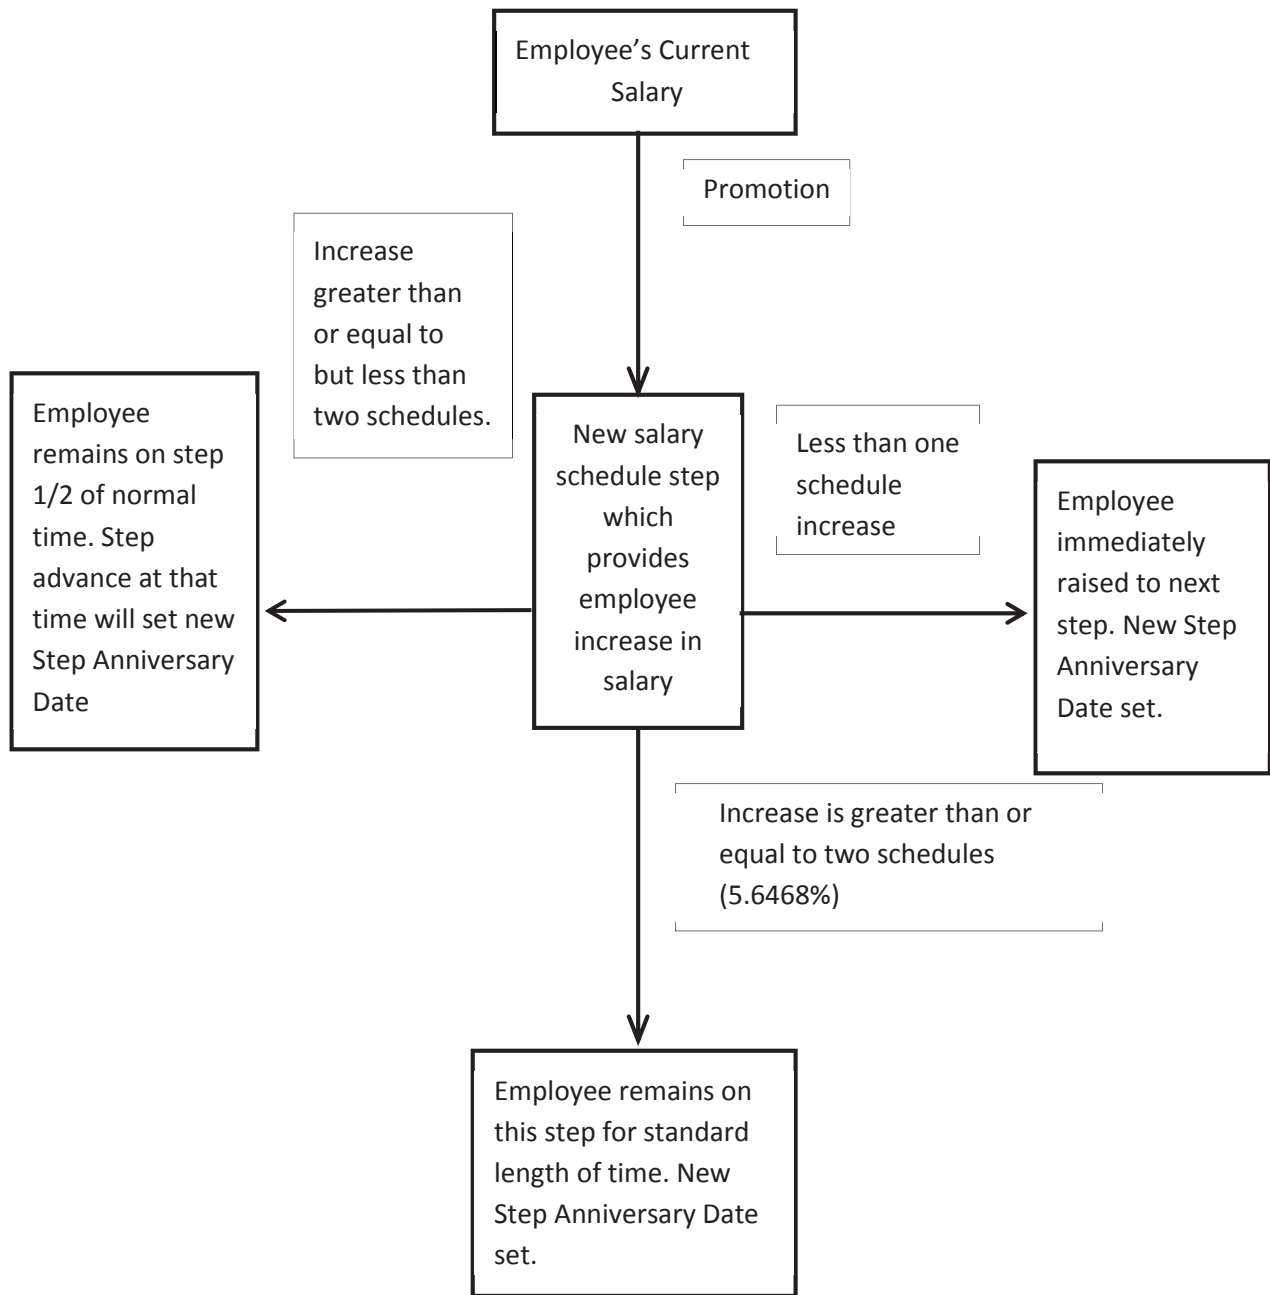 Employee’s Current
Salary
Promotion
Increase
greater than
or equal to
but less than
two schedules.
Employee
remains on step
1/2 of normal
time. Step
advance at that
time will set new
Step Anniversary
Date
New salary
schedule step
which
provides
employee
increase in
salary
Less than one
schedule
increase
Employee
immediately
raised to next
step. New Step
Anniversary
Date set.
Increase is greater than or
equal to two schedules
(5.6468%)
Employee remains on
this step for standard
length of time. New
Step Anniversary Date
set.